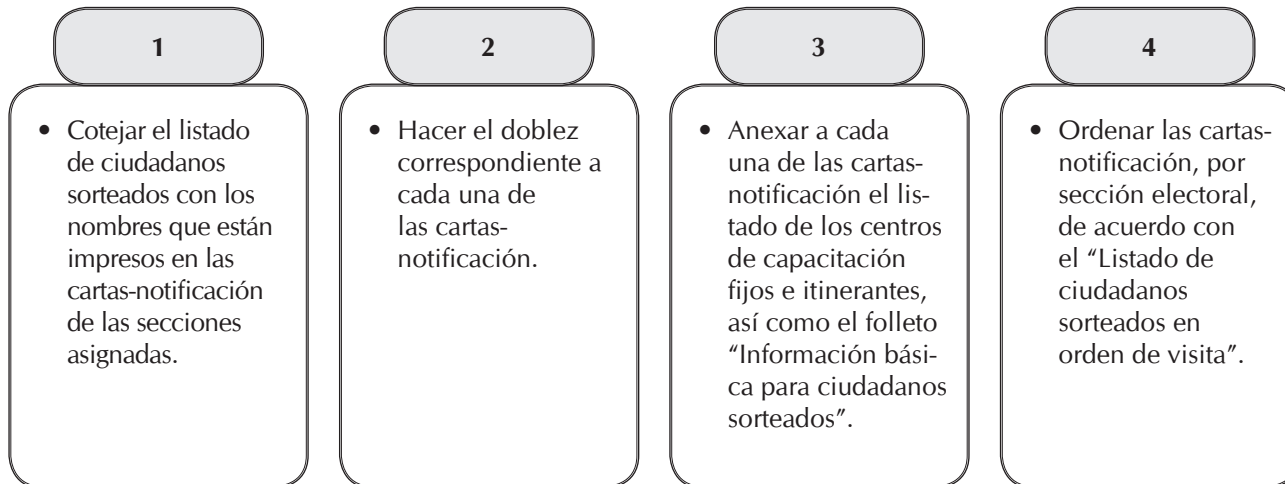 1
• Cotejar el listado
de ciudadanos
sorteados con los
nombres que están
impresos en las
cartas-notificación
de las secciones
asignadas.
2
• Hacer el doblez
correspondiente a
cada una de
las cartas-
notificación.
3
• Anexar a cada
una de las cartas-
notificación el lis-
tado de los centros
de capacitación
fijos e itinerantes,
así como el folleto
“Información bási-
ca para ciudadanos
sorteados”.
4
• Ordenar las cartas-
notificación, por
sección electoral,
de acuerdo con
el “Listado de
ciudadanos
sorteados en
orden de visita”.